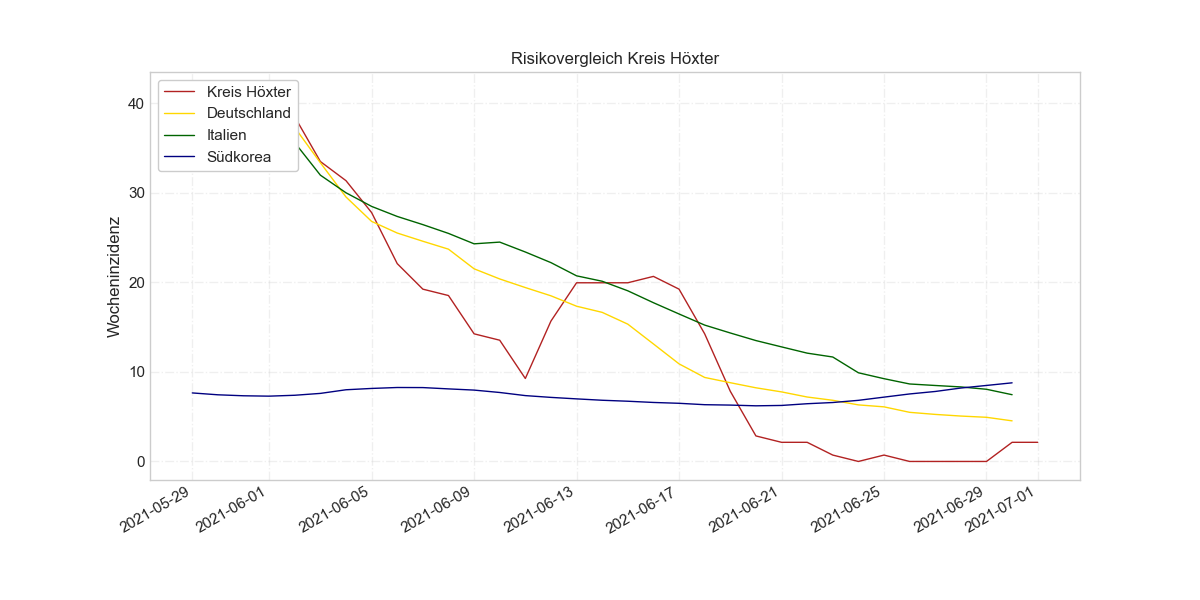 Risikovergleich Kreis Höxter
Kreis Höxter
Deutschland
Italien
Südkorea
Wocheninzidenz
40
30
20
10
0
2021-05-29
2021-06-01
2021-06-05
2021-06-09
2021-06-13
2021-06-17
2021-06-21
2021-06-25
2021-06-29
2021-07-01